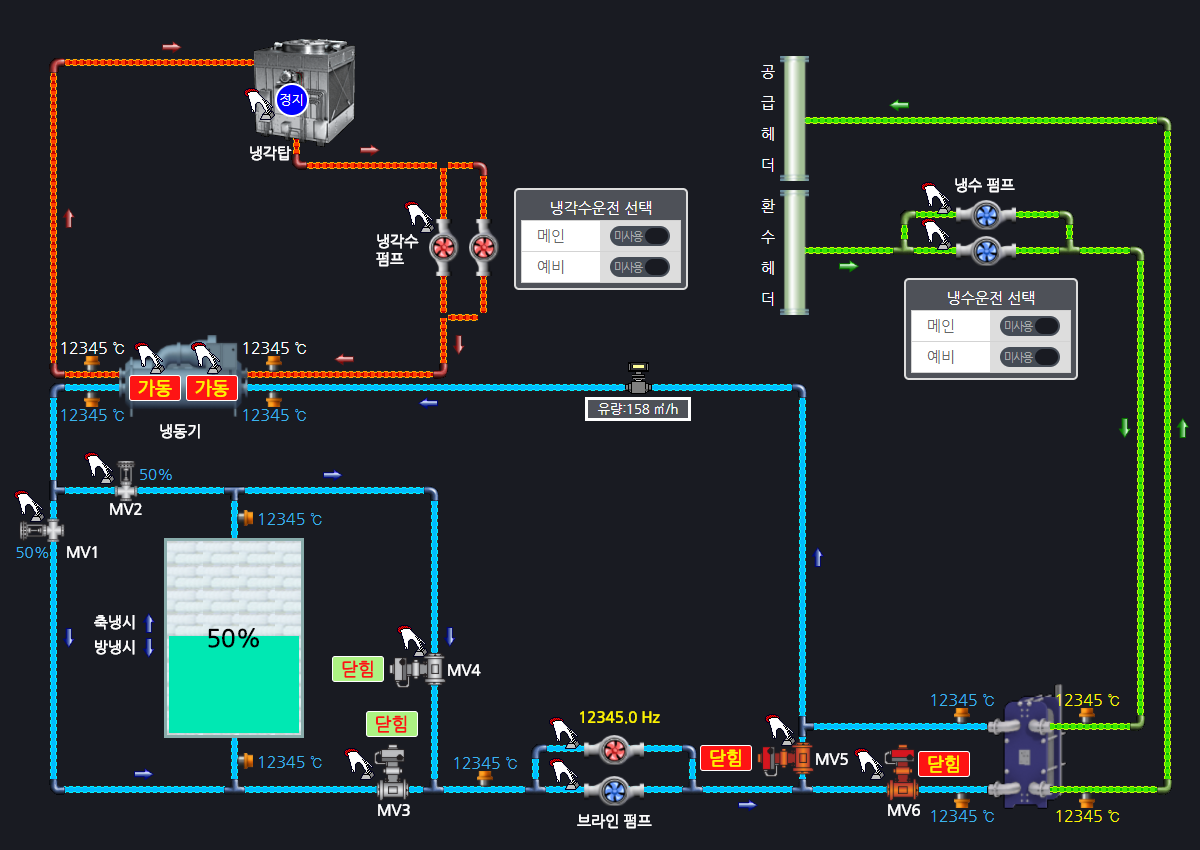 정지
냉각탑
공
급
헤
더
환
수
헤
더
냉수 펌프
냉각수
펌프
냉각수운전 선택
메인
미사용
예비
미사용
냉수운전 선택
메인
미사용
예비
미사용
12345 ℃
12345 ℃
가동
가동
12345 ℃
12345 ℃
냉동기
유량:158 ㎥/h
50%
MV2
12345 ℃
50%
MV1
축냉시
방냉시
50%
닫힘
MV4
닫힘
12345.0 Hz
12345 ℃
12345 ℃
12345 ℃
12345 ℃
닫힘
MV5
닫힘
MV3
브라인 펌프
MV6
12345 ℃
12345 ℃